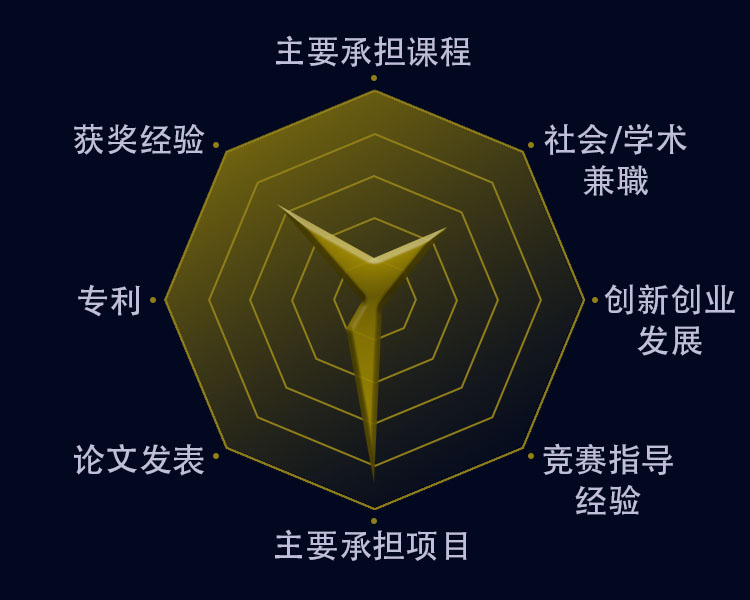 主要承担课程
获奖经验
社会/学术
兼職
专利
创新创业
发展
论文发表
竞赛指导
经验
主要承担项目